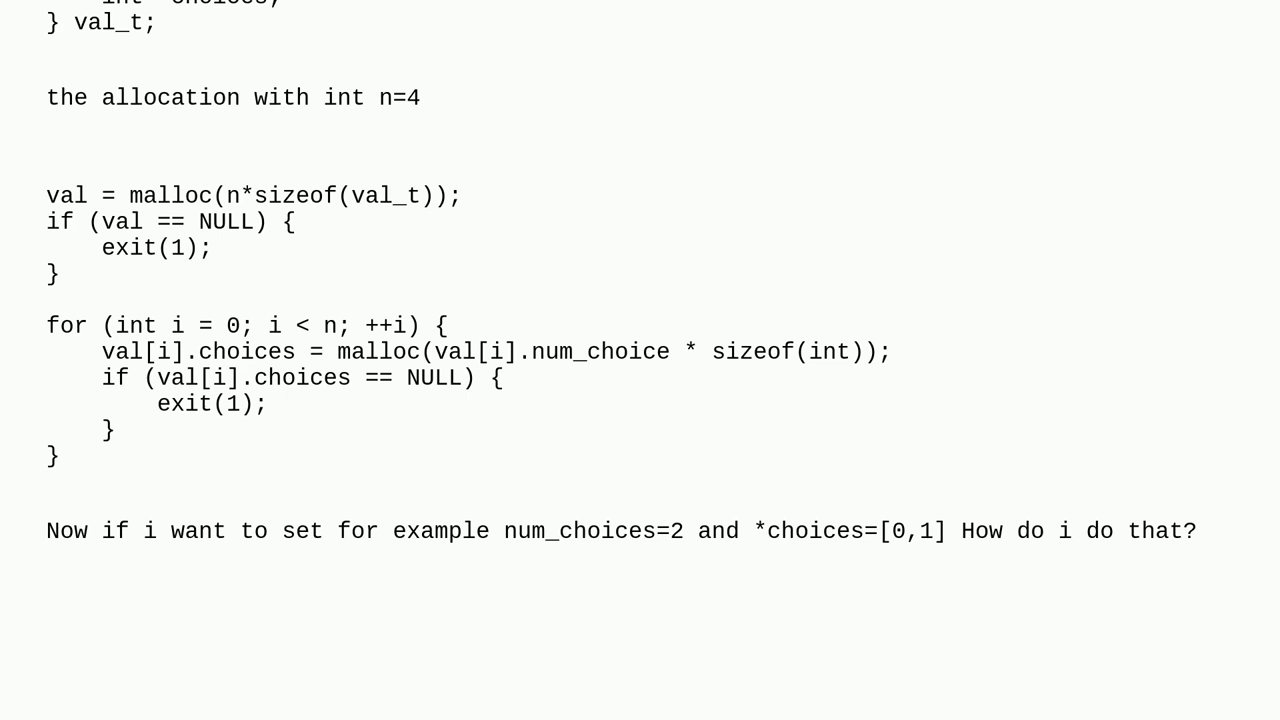 int *choices;
} val_t;
the allocation with int n=4
val = malloc(n*sizeof(val_t));
if (val == NULL) {
    exit(1);
}
for (int i = 0; i < n; ++i) {
    val[i].choices = malloc(val[i].num_choice * sizeof(int));
    if (val[i].choices == NULL) {
        exit(1);
    }
}
Now if i want to set for example num_choices=2 and *choices=[0,1] How do i do that?